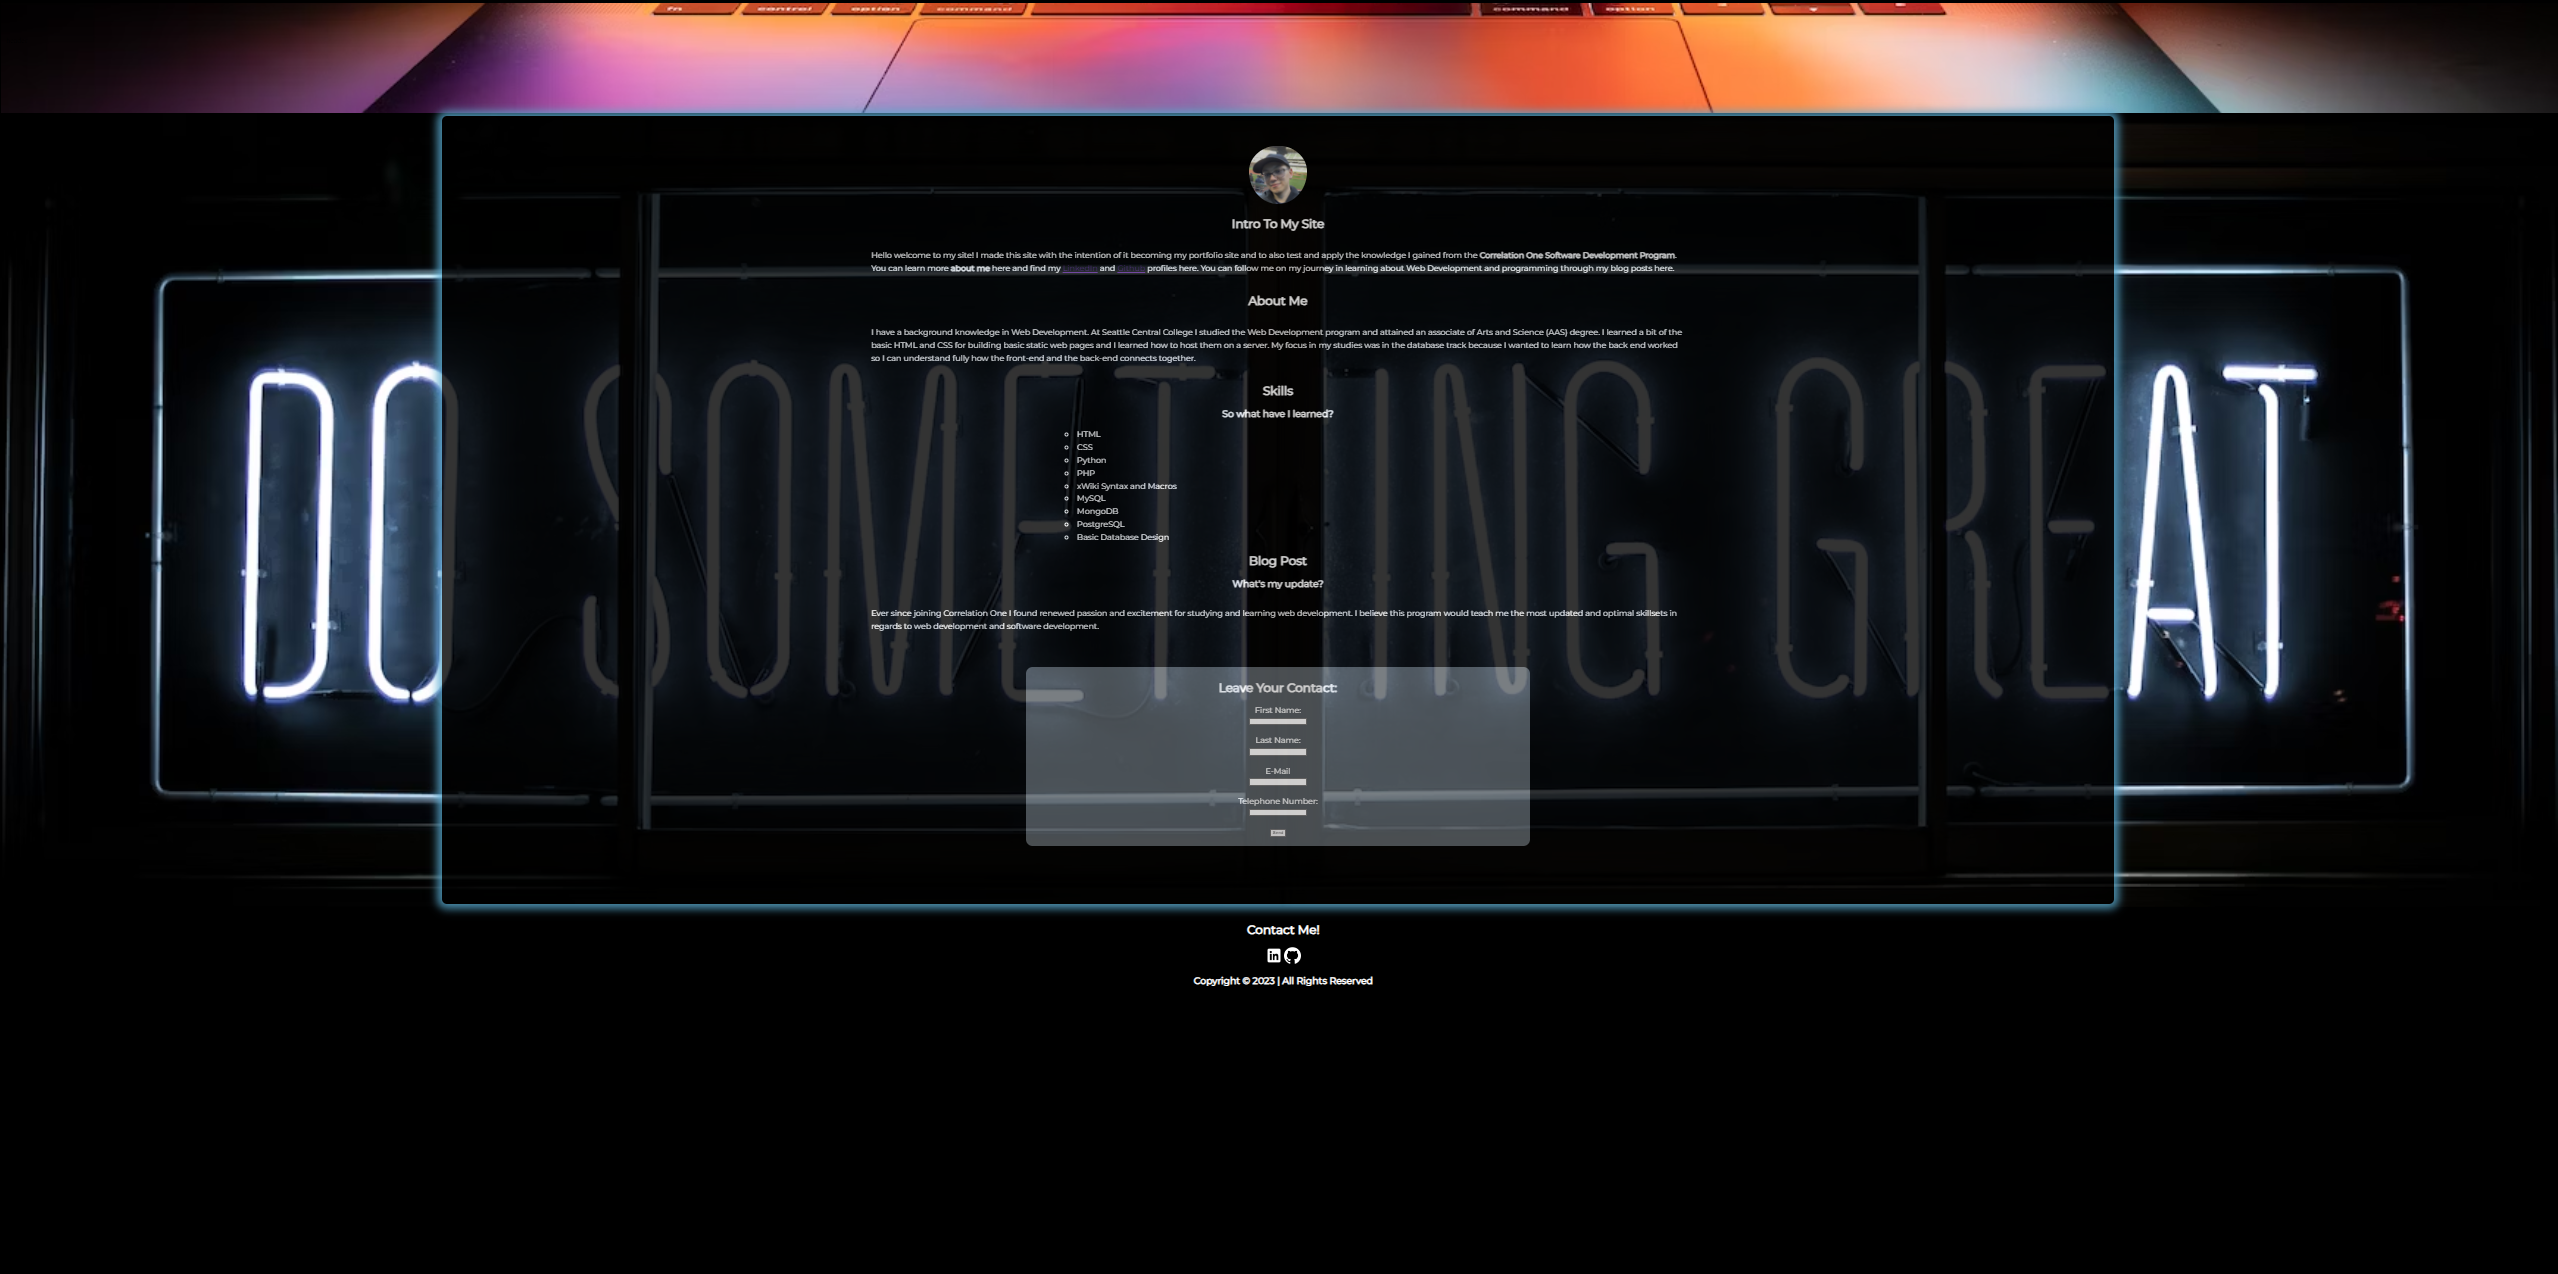 fn control option command command option
Intro To My Site
Hello welcome to my site! I made this site with the intention of it becoming my portfolio site and to also test and apply the knowledge I gained from the Correlation One Software Development Program.
You can learn more about me here and find my LinkedIn and Github profiles here. You can follow me on my journey in learning about Web Development and programming through my blog posts here.
About Me
I have a background knowledge in Web Development. At Seattle Central College I studied the Web Development program and attained an associate of Arts and Science (AAS) degree. I learned a bit of the
basic HTML and CSS for building basic static web pages and I learned how to host them on a server. My focus in my studies was in the database track because I wanted to learn how the back end worked
so I can understand fully how the front-end and the back-end connects together.
DO SOMETHING GREAT
Skills
So what have I learned?
HTML
CSS
Python
PHP
xWiki Syntax and Macros
MySQL
MongoDB
PostgreSQL
Basic Database Design
Blog Post
What's my update?
Ever since joining Correlation One I found renewed passion and excitement for studying and learning web development. I believe this program would teach me the most updated and optimal skillsets in
regards to web development and software development.
Leave Your Contact:
First Name:
Last Name:
E-Mail
Telephone Number:
Contact Me!
Copyright © 2023 | All Rights Reserved